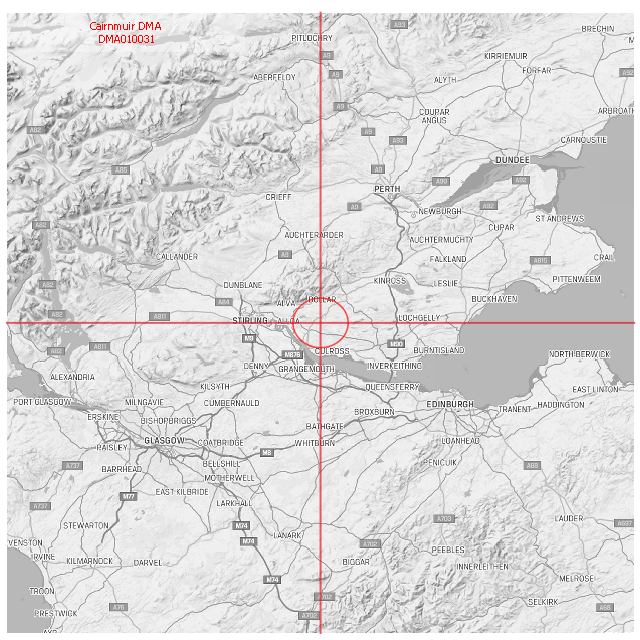 Cairnmuir DMA
DMA010031
PITLOCHRY
A93
BRECHIN
A9
KIRRIEMUIR
FORFAR
A9
ABERFELDY
ALYTH
A92
A9
COUPAR
ANGUS
ARBROATH
A82
A9
A93
CARNOUSTIE
DUNDEE
A85
A9
A90
A92
PERTH
CRIEFF
A9
A92
NEWBURGH
ST ANDREWS
A82
CUPAR
AUCHTERARDER
AUCHTERMUCHTY
CALLANDER
A9
FALKLAND
A915
CRAIL
A82
DUNBLANE
KINROSS
LESLIE
PITTENWEEM
A84
ALVA
DOLLAR
BUCKHAVEN
A82
A811
STIRLING
ALLOA
LOCHGELLY
M9
M90
A82
A811
M876
CULROSS
BURNTISLAND
NORTH BERWICK
DENNY
GRANGEMOUTH
INVERKEITHING
ALEXANDRIA
KILSYTH
QUEENSFERRY
EAST LINTON
PORT GLASGOW
MILNGAVIE
CUMBERNAULD
EDINBURGH
HADDINGTON
BROXBURN
TRANENT
ERSKINE
BISHOPBRIGGS
BATHGATE
GLASGOW
COATBRIDGE
WHITBURN
LOANHEAD
PAISLEY
M8
A737
BARRHEAD
BELLSHILL
PENICUIK
A68
MOTHERWELL
M77
EAST KILBRIDE
A737
LARKHALL
STEWARTON
M74
A703
LAUDER
A697
VENSTON
LANARK
M74
A702
IRVINE
PEEBLES
KILMARNOCK
DARVEL
BIGGAR
INNERLEITHEN
M74
MELROSE
TROON
A702
SELKIRK
PRESTWICK
A76
A702
A68